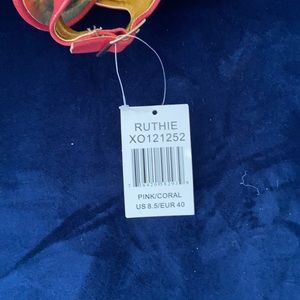 RUTHIE
XO121252
PINK/CORAL
US 8.5/EUR 40